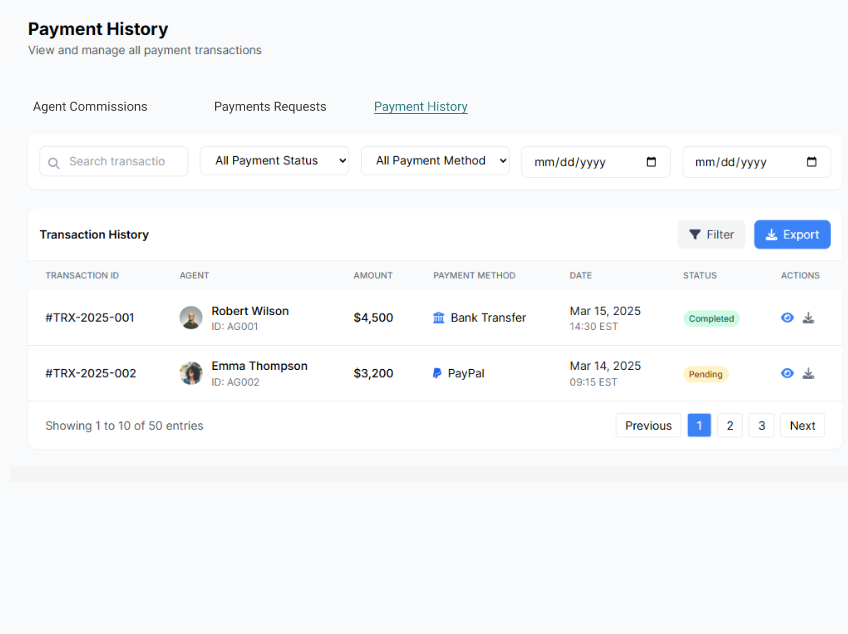 Payment History
View and manage all payment transactions
Agent Commissions Payments Requests Payment History
Search transactio All Payment Status All Payment Method mm/dd/yyyy mm/dd/yyyy
Transaction History Filter Export
TRANSACTION ID AGENT AMOUNT PAYMENT METHOD DATE STATUS ACTIONS
#TRX-2025-001 Robert Wilson $4,500 Bank Transfer Mar 15, 2025 Completed
ID: AG001 14:30 EST
#TRX-2025-002 Emma Thompson $3,200 PayPal Mar 14, 2025 Pending
ID: AG002 09:15 EST
Showing 1 to 10 of 50 entries Previous 1 2 3 Next